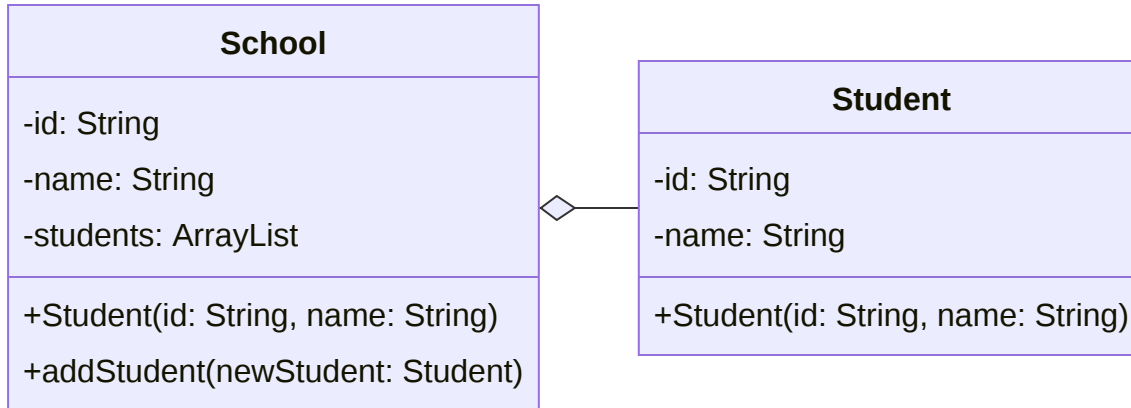 School
-id: String
-name: String
-students: ArrayList
+Student(id: String, name: String)
+addStudent(newStudent: Student)
Student
-id: String
-name: String
+Student(id: String, name: String)